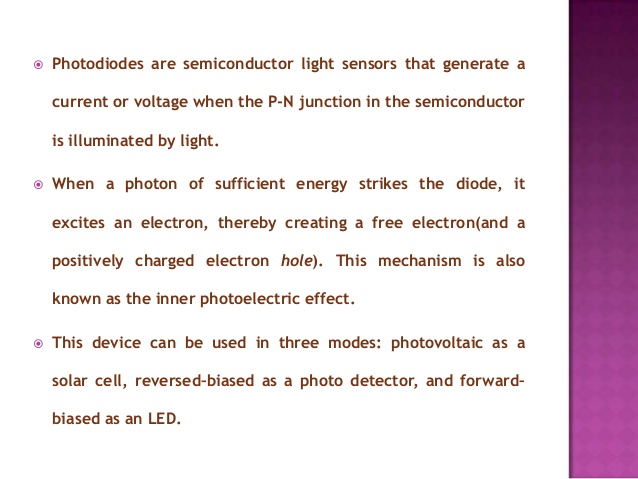 Photodiodes are semiconductor light sensors that generate a
current or voltage when the P-N junction in the semiconductor
is illuminated by light.
When a photon of sufficient energy strikes the diode, it
excites an electron, thereby creating a free electron(and a
positively charged electron hole). This mechanism is also
known as the inner photoelectric effect.
This device can be used in three modes: photovoltaic as a
solar cell, reversed-biased as a photo detector, and forward-
biased as an LED.